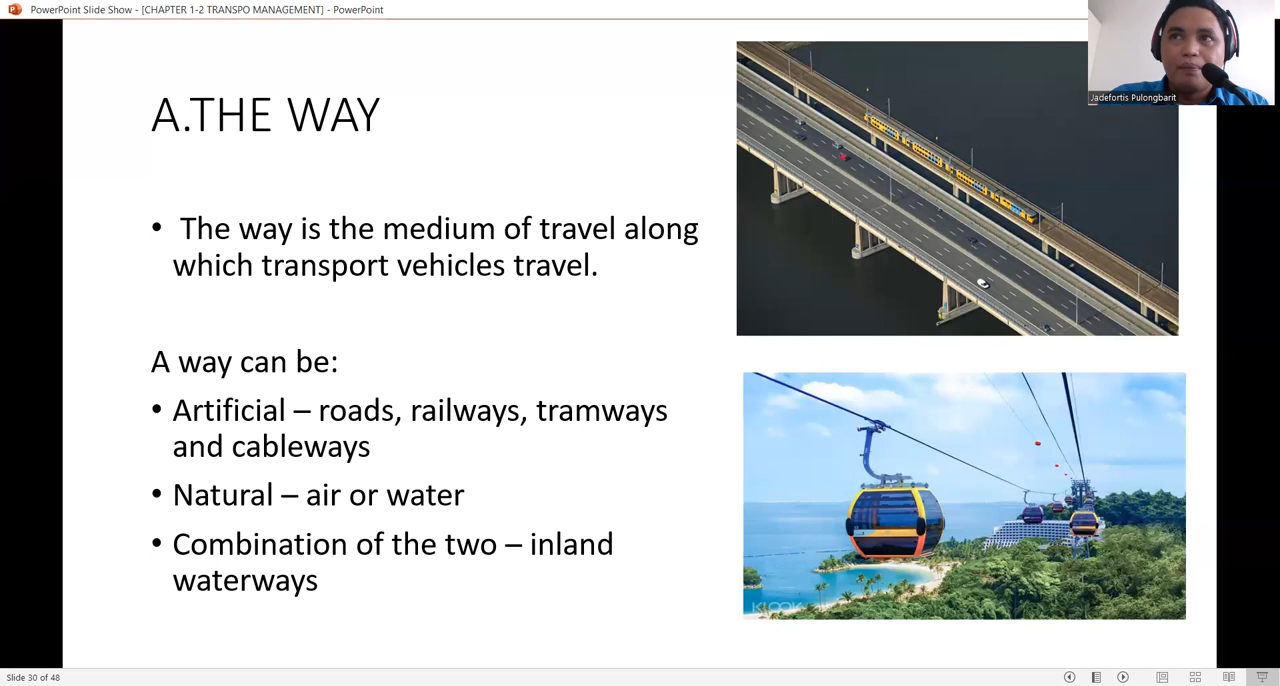 PowerPoint Slide Show - [CHAPTER 1-2 TRANSPO MANAGEMENT] - PowerPoint
Jadefortis Pulongbarit
A.THE WAY
• The way is the medium of travel along
which transport vehicles travel.
A way can be:
• Artificial – roads, railways, tramways
and cableways
• Natural – air or water
• Combination of the two – inland
waterways
KLOOK
Slide 30 of 48